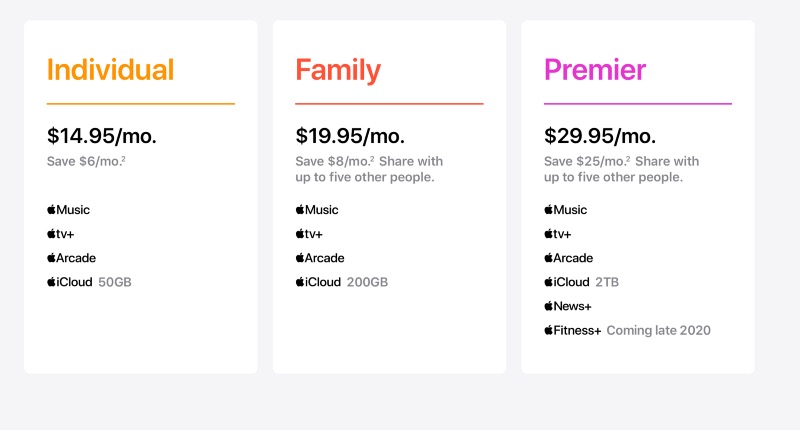 Individual
$14.95/mo.
Save $6/mo.²
Music
tv+
Arcade
iCloud 50GB
Family
$19.95/mo.
Save $8/mo.² Share with
up to five other people.
Music
tv+
Arcade
iCloud 200GB
Premier
$29.95/mo.
Save $25/mo.² Share with
up to five other people.
Music
tv+
Arcade
iCloud 2TB
News+
Fitness+ Coming late 2020